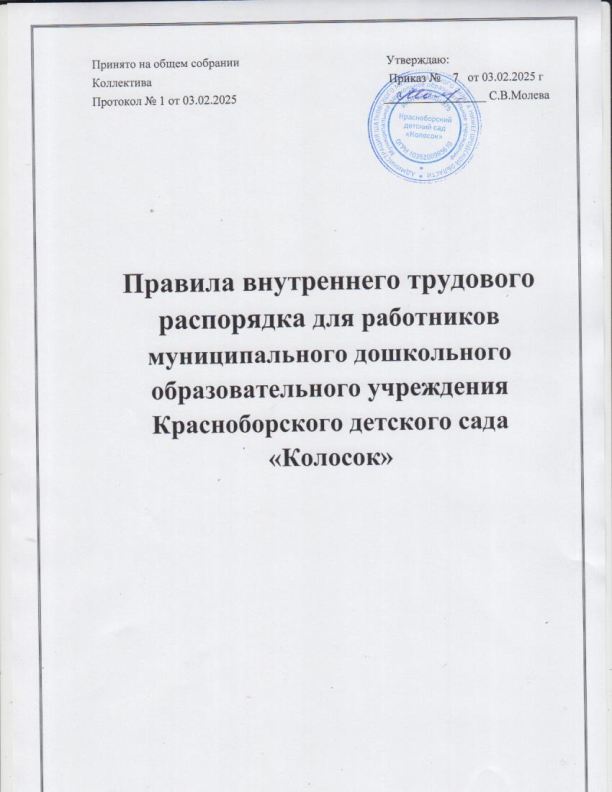 Принято на общем собрании
Коллектива
Протокол № 1 от 03.02.2025
Утверждаю:
Приказ № 7 от 03.02.2025 г
С.В.Молева
Красноборский
детский сад
«Колосок»
Правила внутреннего трудового
распорядка для работников
муниципального дошкольного
образовательного учреждения
Красноборского детского сада
«Колосок»